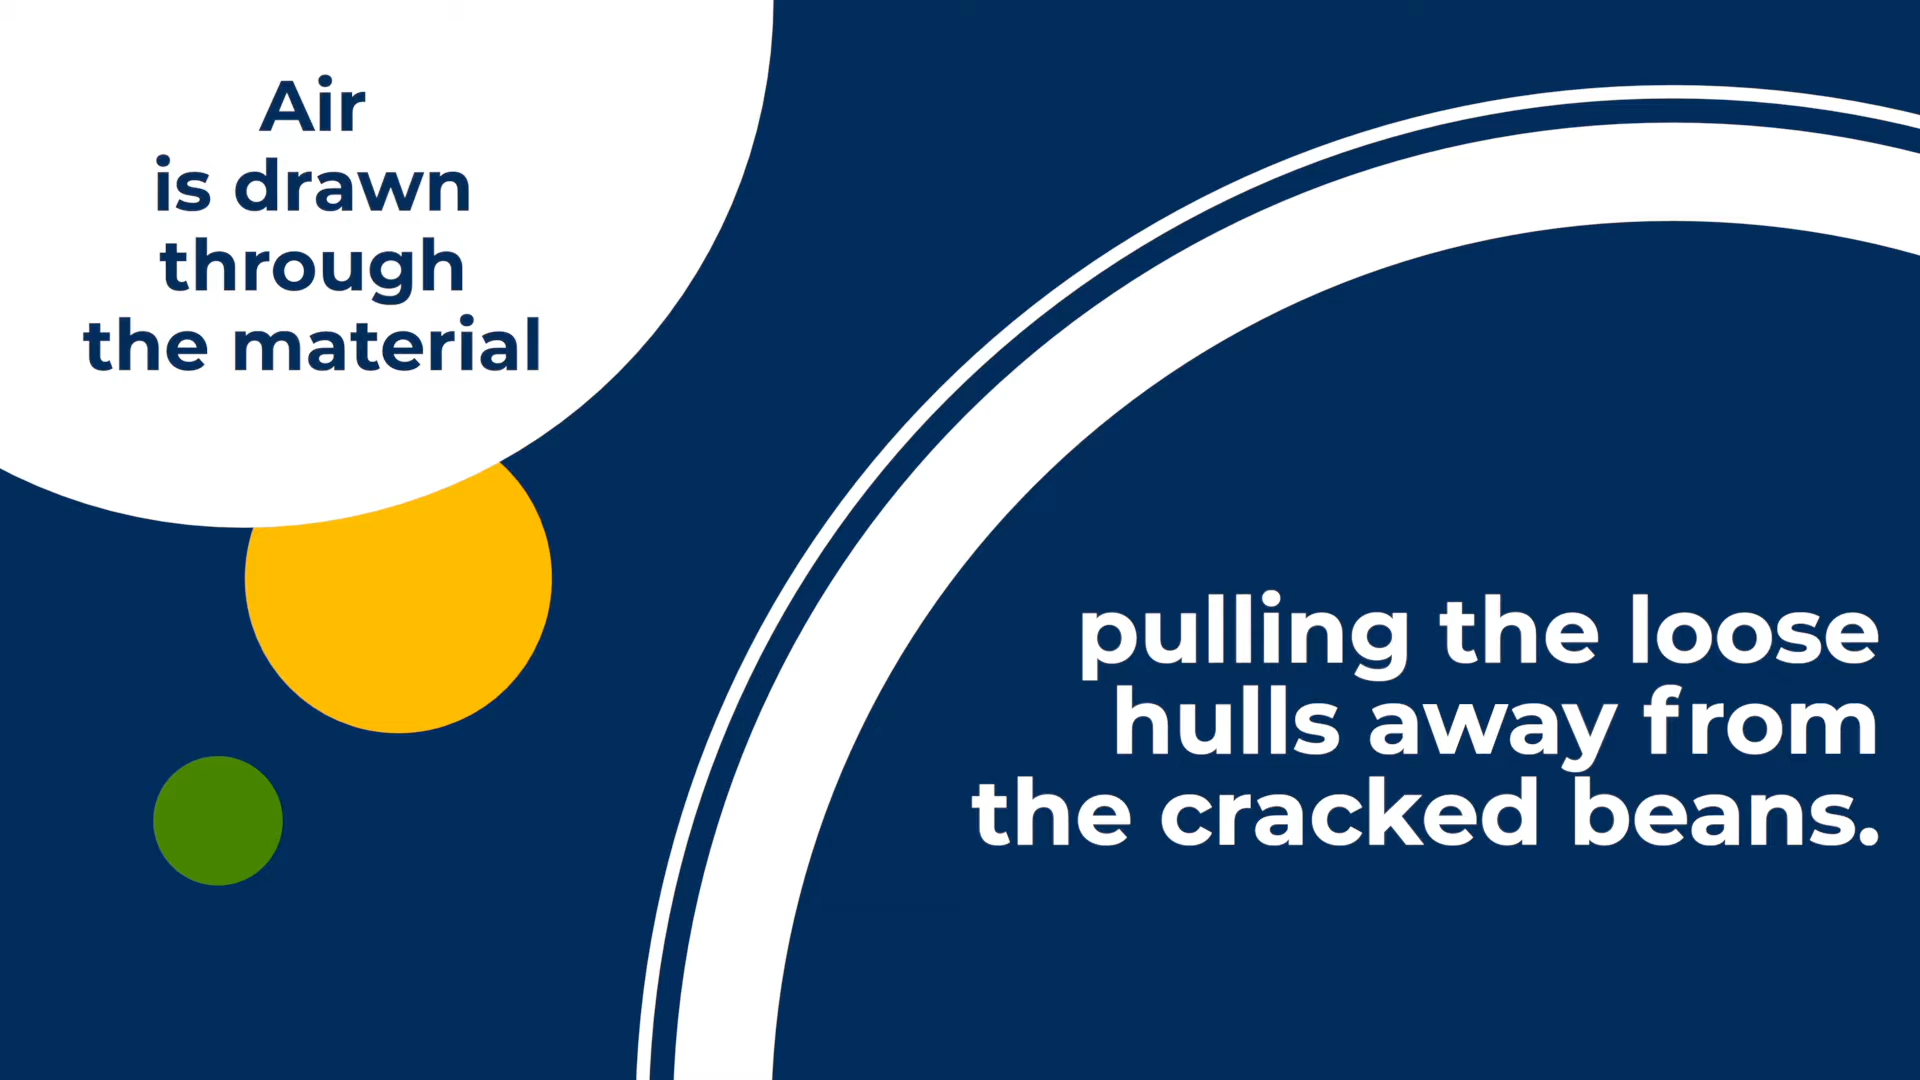 Air
is drawn
through
the material
pulling the loose
hulls away from
the cracked beans.